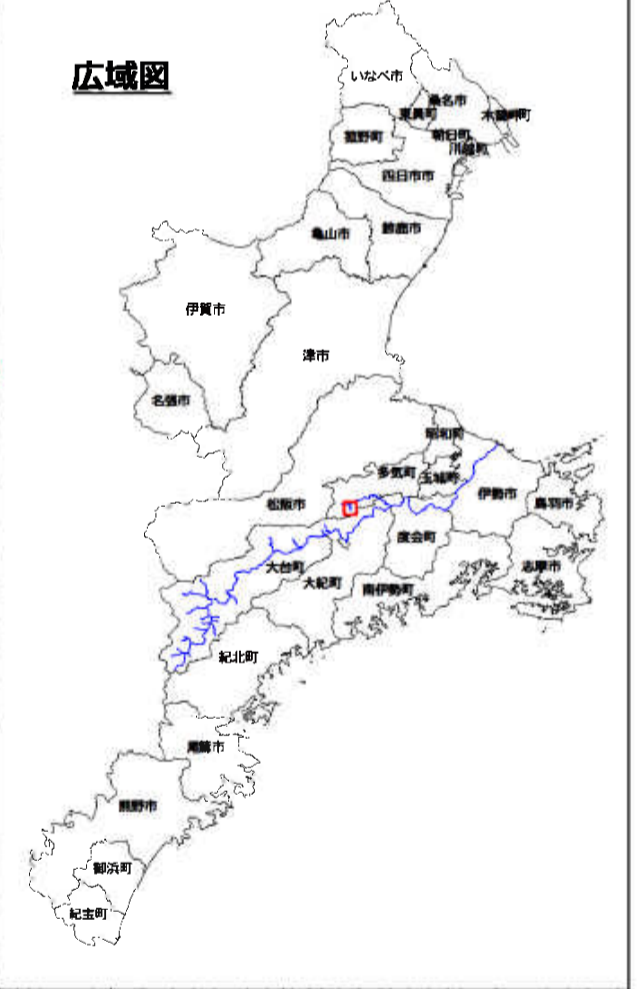 広域図
いなべ市
桑名市
東員町
木曽岬町
菰野町
朝日町
川越町
四日市市
亀山市
鈴鹿市
伊賀市
津市
名張市
明和町
多気町
玉城町
松阪市
伊勢市
鳥羽市
度会町
大台町
志摩市
大紀町
南伊勢町
紀北町
尾鷲市
熊野市
御浜町
紀宝町